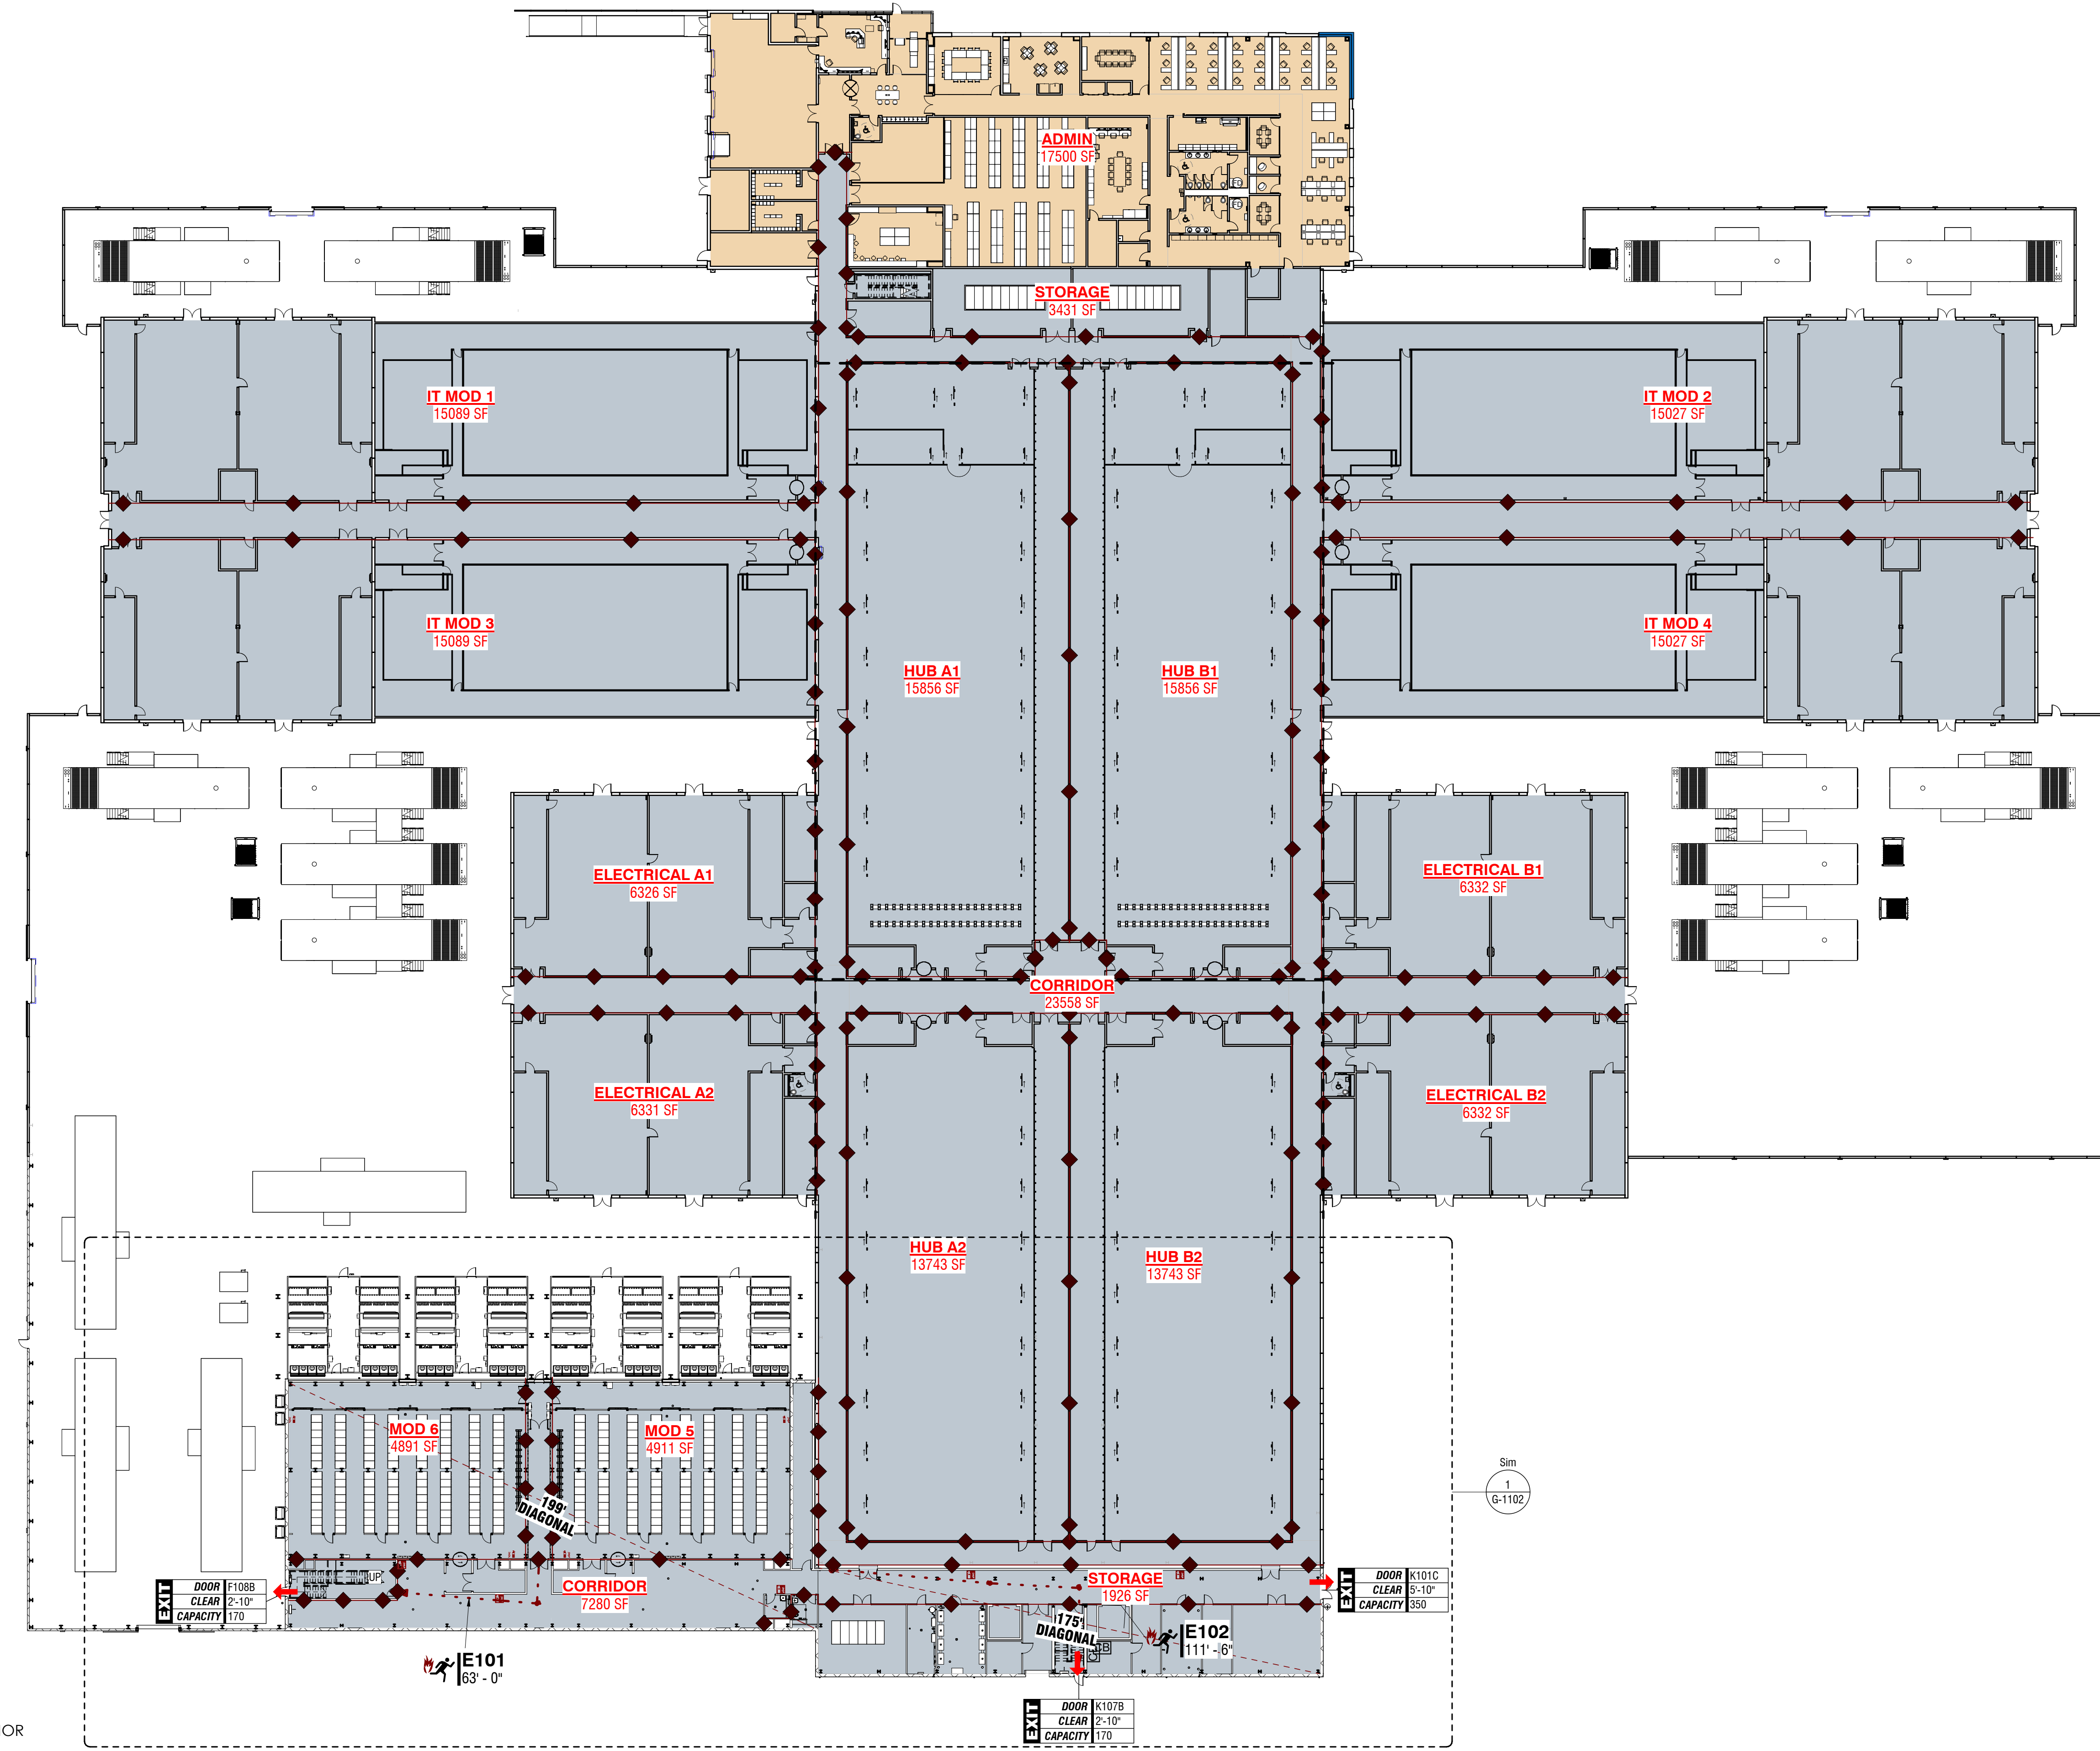 ADMIN
17500 SF
STORAGE
3431 SF
IT MOD 1
15089 SF
IT MOD 2
15027 SF
IT MOD 3
15089 SF
IT MOD 4
15027 SF
HUB A1
15856 SF
HUB B1
15856 SF
ELECTRICAL A1
6326 SF
ELECTRICAL B1
6332 SF
CORRIDOR
23558 SF
ELECTRICAL A2
6331 SF
ELECTRICAL B2
6332 SF
HUB A2
13743 SF
HUB B2
13743 SF
MOD 6
4891 SF
MOD 5
4911 SF
Sim
1
G-1102
199'
DIAGONAL
UP
CORRIDOR
7280 SF
STORAGE
1926 SF
EXIT
DOOR F108B
CLEAR 2'-10"
CAPACITY 170
EXIT
DOOR K101C
CLEAR 5'-10"
CAPACITY 350
175'
DIAGONAL
CB
E102
111' - 6"
E101
63' - 0"
EXIT
DOOR K107B
CLEAR 2'-10"
CAPACITY 170
OR